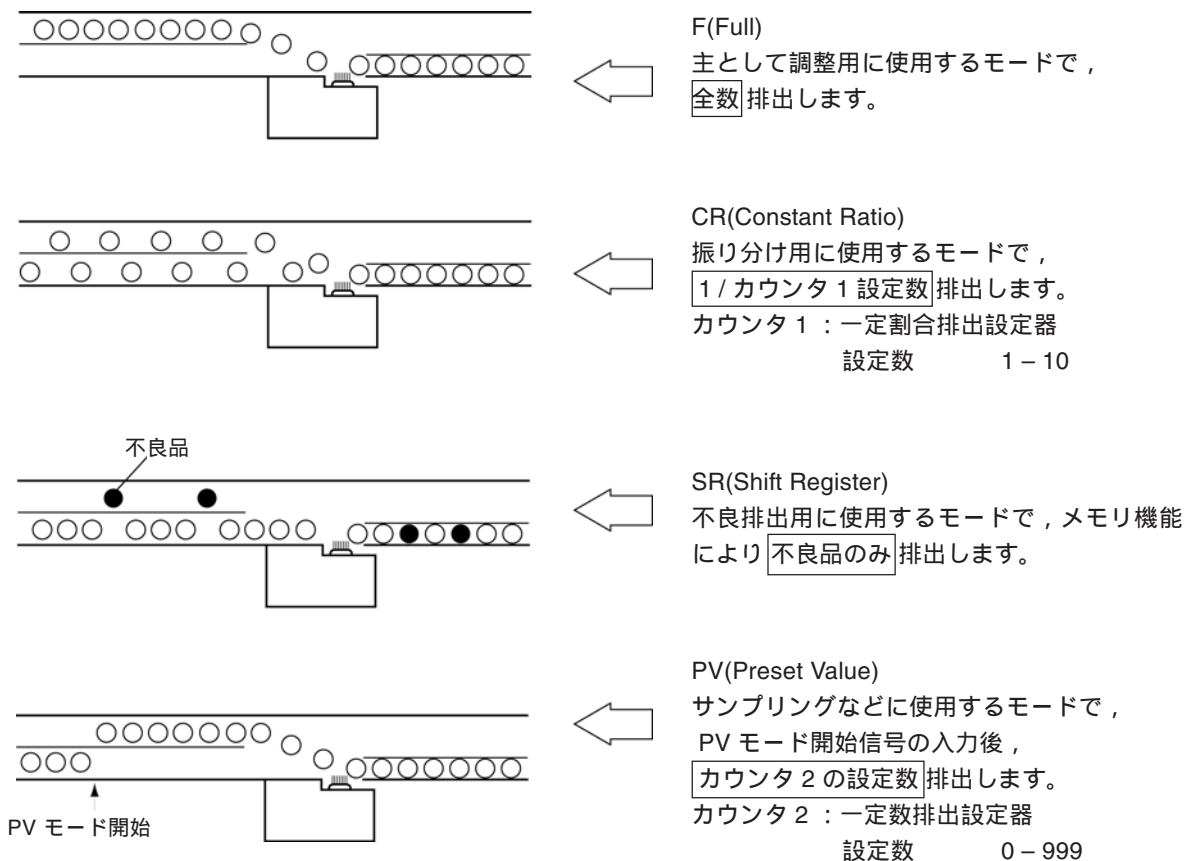 F(Full)
主として調整用に使用するモードで，
全数排出します。
CR(Constant Ratio)
振り分け用に使用するモードで，
1 / カウンタ 1 設定数排出します。
カウンタ 1 ：一定割合排出設定器
設定数 1 – 10
不良品
SR(Shift Register)
不良排出用に使用するモードで，メモリ機能
により不良品のみ排出します。
PV(Preset Value)
サンプリングなどに使用するモードで，
PV モード開始信号の入力後，
カウンタ 2 の設定数排出します。
カウンタ 2 ：一定数排出設定器
設定数 0 – 999
PV モード開始